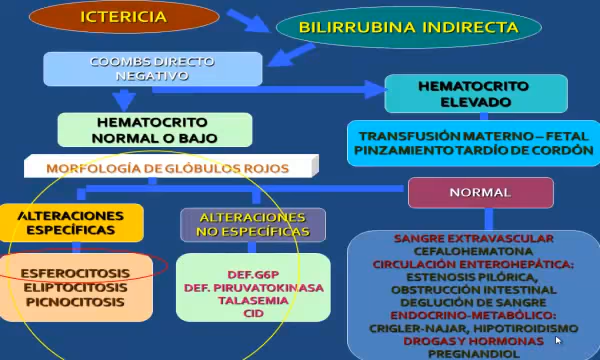 ICTERICIA
BILIRRUBINA INDIRECTA
COOMBS DIRECTO
NEGATIVO
HEMATOCRITO
ELEVADO
HEMATOCRITO
NORMAL O BAJO
TRANSFUSIÓN MATERNO – FETAL
PINZAMIENTO TARDÍO DE CORDÓN
MORFOLOGÍA DE GLÓBULOS ROJOS
NORMAL
ALTERACIONES
ESPECÍFICAS
ALTERACIONES
NO ESPECÍFICAS
ESFEROCITOSIS
ELIPTOCITOSIS
PICNOCITOSIS
DEF.G6P
DEF. PIRUVATOKINASA
TALASEMIA
CID
SANGRE EXTRAVASCULAR
CEFALOHEMATONA
CIRCULACIÓN ENTEROHEPÁTICA:
ESTENOSIS PILÓRICA,
OBSTRUCCIÓN INTESTINAL
DEGLUCIÓN DE SANGRE
ENDOCRINO-METABÓLICO:
CRIGLER-NAJAR, HIPOTIROIDISMO
DROGAS Y HORMONAS
PREGNANDIOL